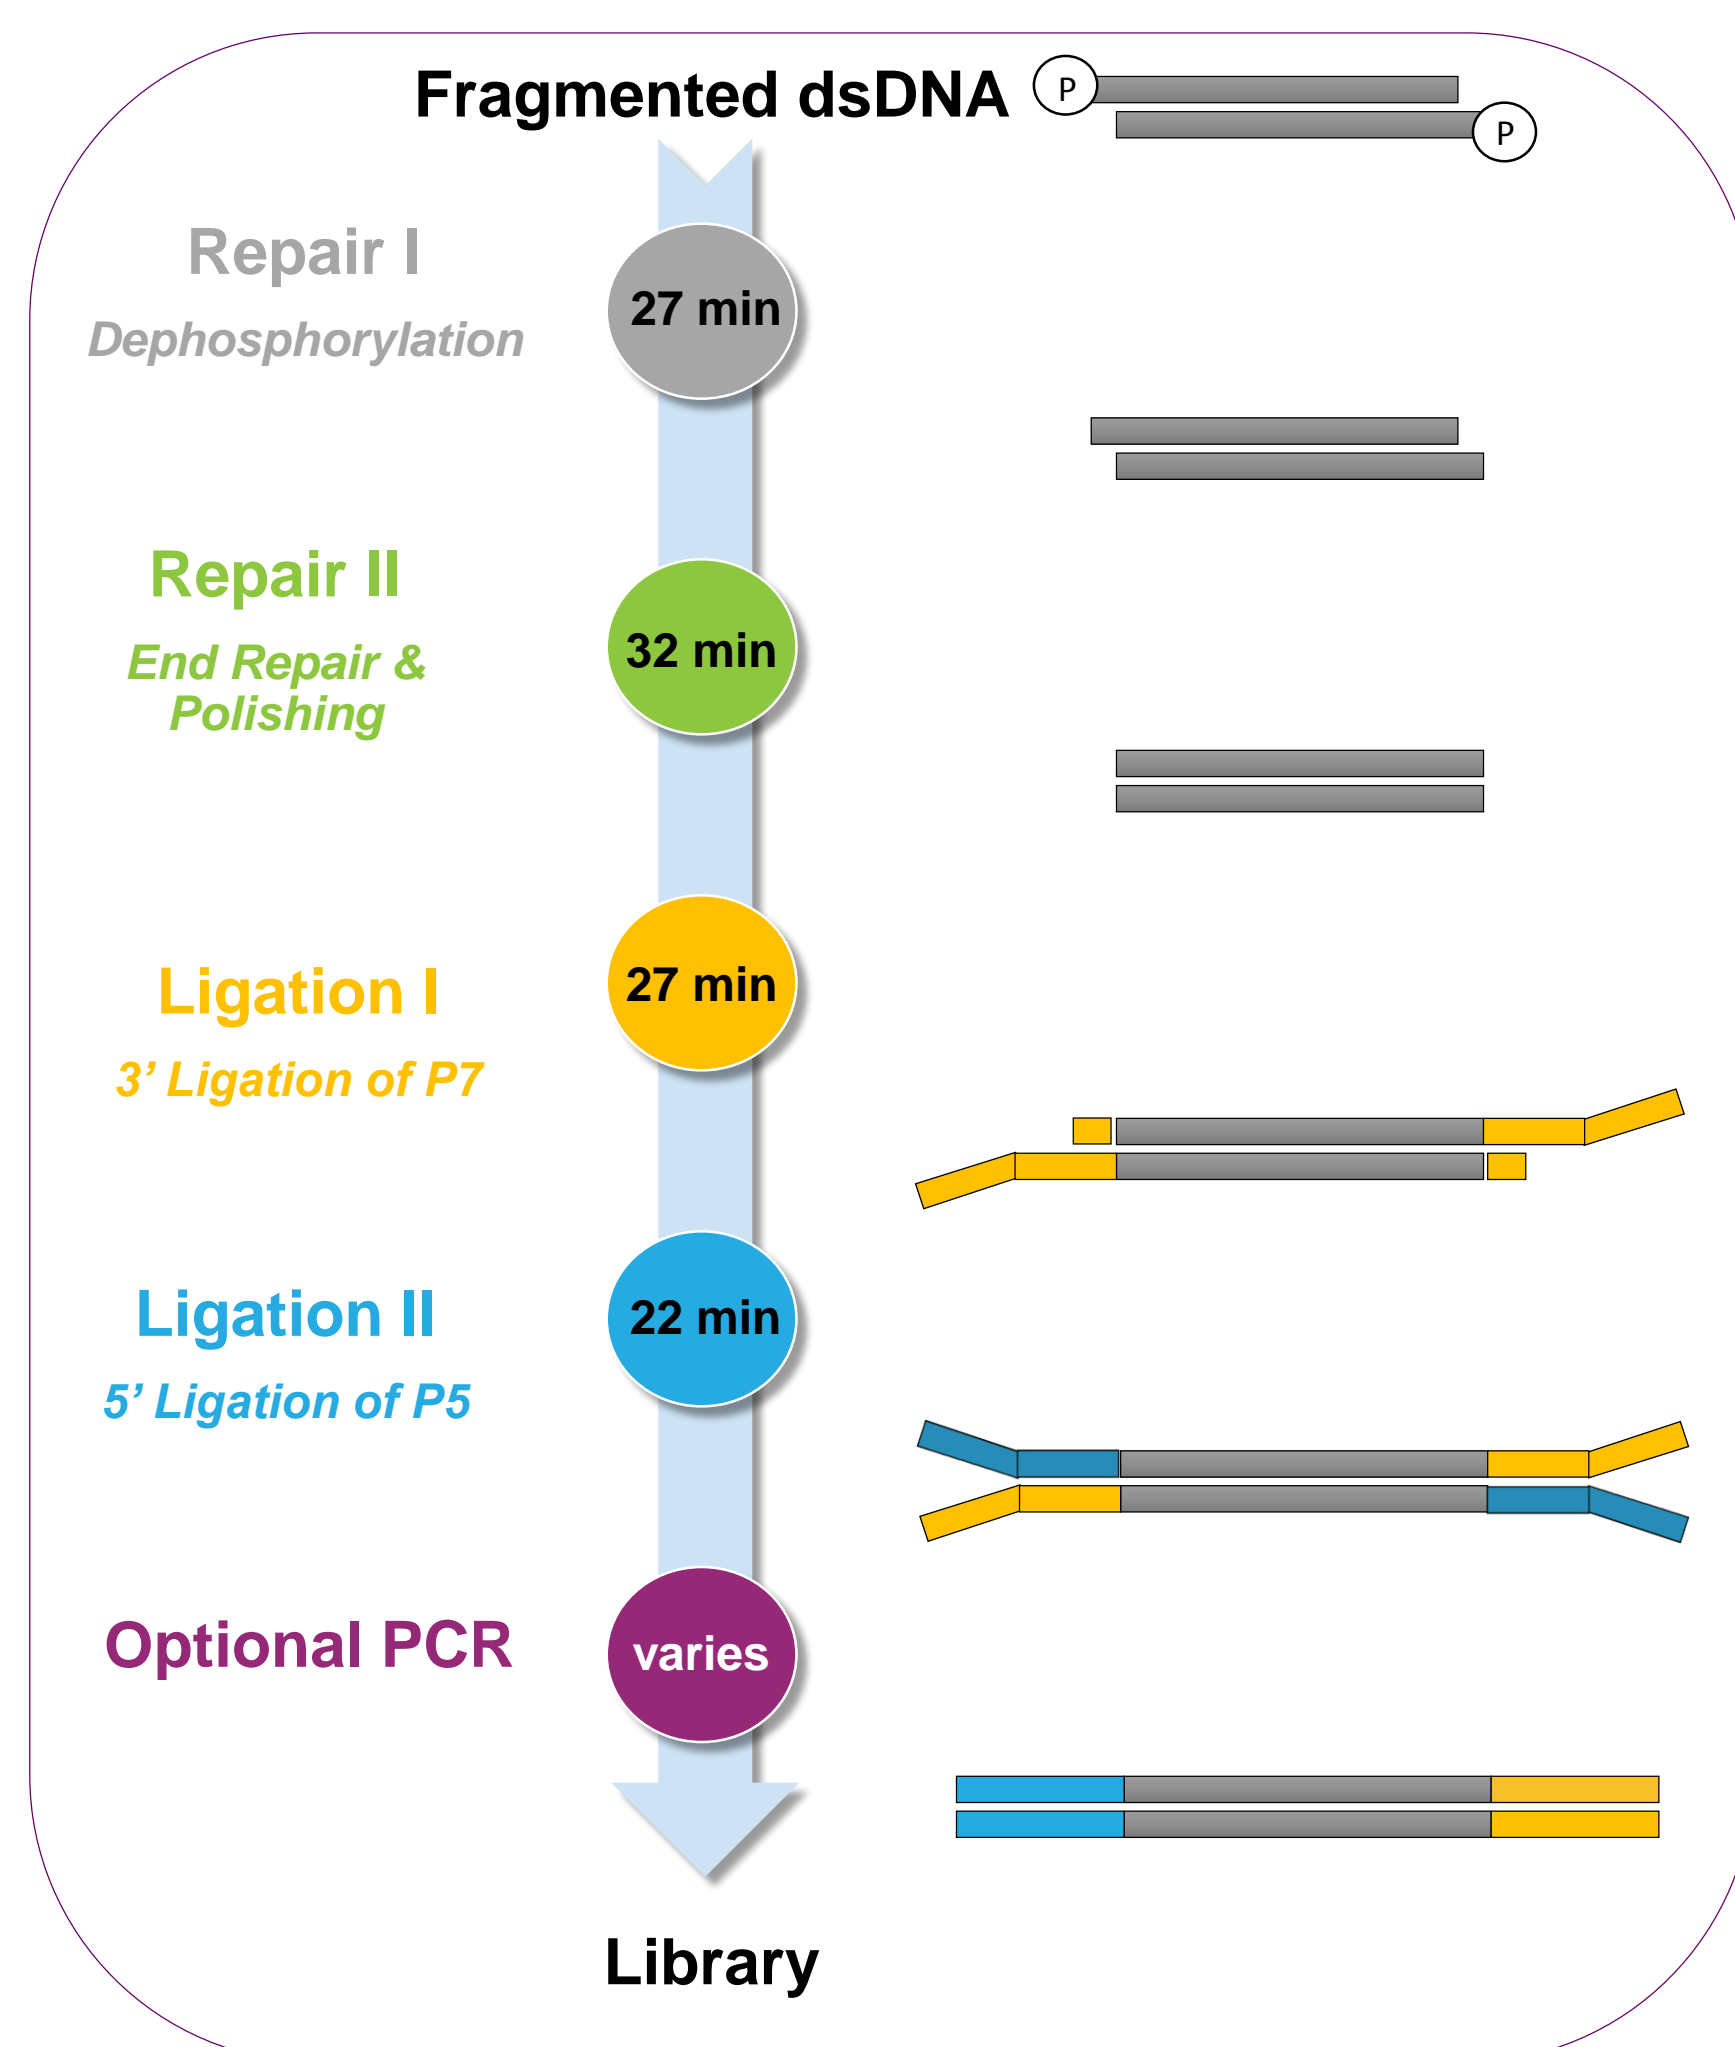 Fragmented dsDNA
P
P
Repair I
Dephosphorylation
27 min
Repair II
End Repair &
Polishing
32 min
Ligation I
3’ Ligation of P7
27 min
Ligation II
5’ Ligation of P5
22 min
Optional PCR
varies
Library